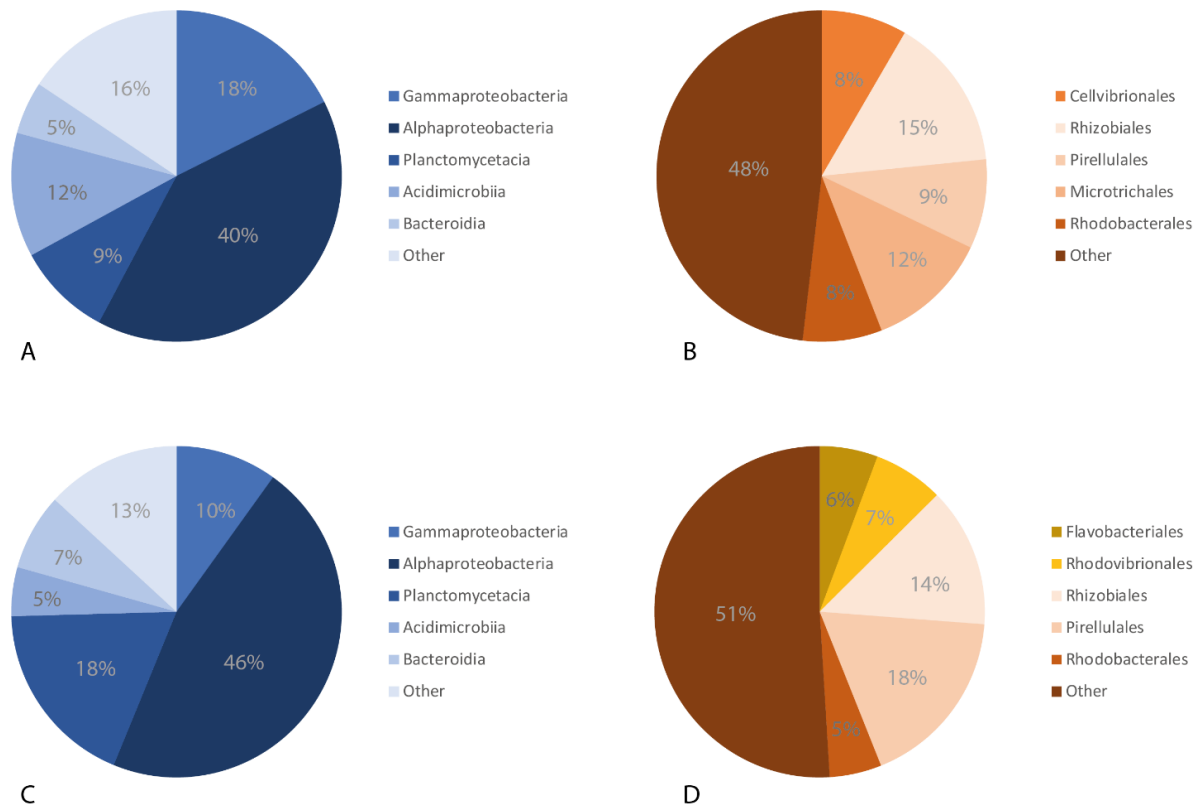 16%
18%
5%
12%
9%
40%
Gammaproteobacteria
Alphaproteobacteria
Planctomycetacia
Acidimicrobiia
Bacteroidia
Other
A
8%
15%
48%
9%
12%
8%
Cellvibrionales
Rhizobiales
Pirellulales
Microtrichales
Rhodobacterales
Other
B
13%
10%
7%
5%
18%
46%
Gammaproteobacteria
Alphaproteobacteria
Planctomycetacia
Acidimicrobiia
Bacteroidia
Other
C
6%
7%
14%
51%
18%
5%
Flavobacteriales
Rhodovibrionales
Rhizobiales
Pirellulales
Rhodobacterales
Other
D